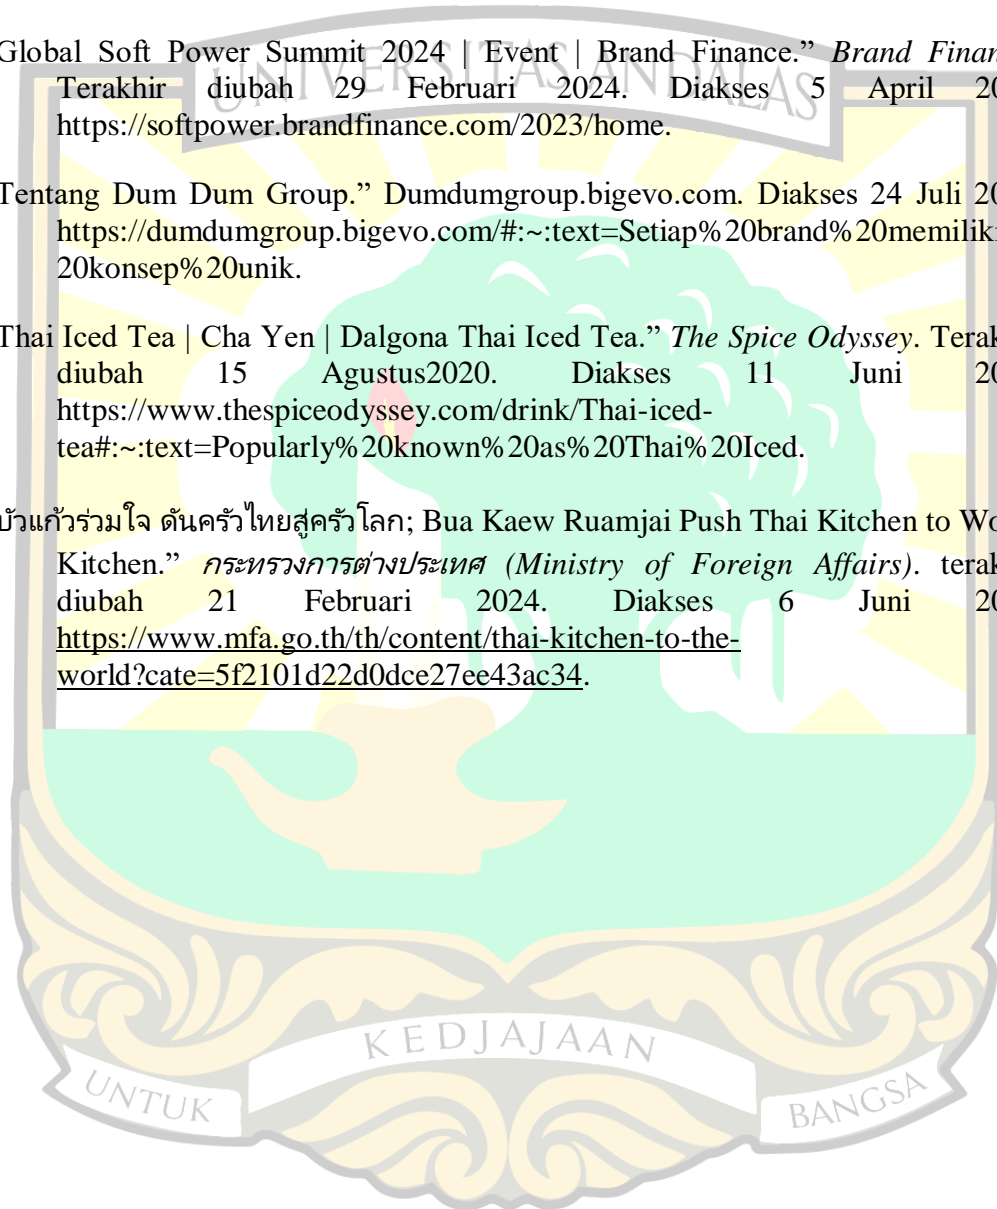 Global Soft Power Summit 2024 | Event | Brand Finance.” Brand Finan
Terakhir diubah 29 Februari 2024. Diakses 5 April 20
https://softpower.brandfinance.com/2023/home.
Tentang Dum Dum Group.” Dumdumgroup.bigevo.com. Diakses 24 Juli 20
https://dumdumgroup.bigevo.com/#:~:text=Setiap%20brand%20memiliki
20konsep%20unik.
Thai Iced Tea | Cha Yen | Dalgona Thai Iced Tea.” The Spice Odyssey. Terak
diubah 15 Agustus2020. Diakses 11 Juni 20
https://www.thespiceodyssey.com/drink/Thai-iced-
tea#:~:text=Popularly%20known%20as%20Thai%20Iced.
บัวแก้วร่วมใจ ดันครัวไทยสู่ครัวโลก; Bua Kaew Ruamjai Push Thai Kitchen to Wo
Kitchen.” กระทรวงการต่างประเทศ (Ministry of Foreign Affairs). terak
diubah 21 Februari 2024. Diakses 6 Juni 20
https://www.mfa.go.th/th/content/thai-kitchen-to-the-
world?cate=5f2101d22d0dce27ee43ac34.
UNIVERSITAS ANDALAS
UNTUK KEDJAJAAN BANGSA